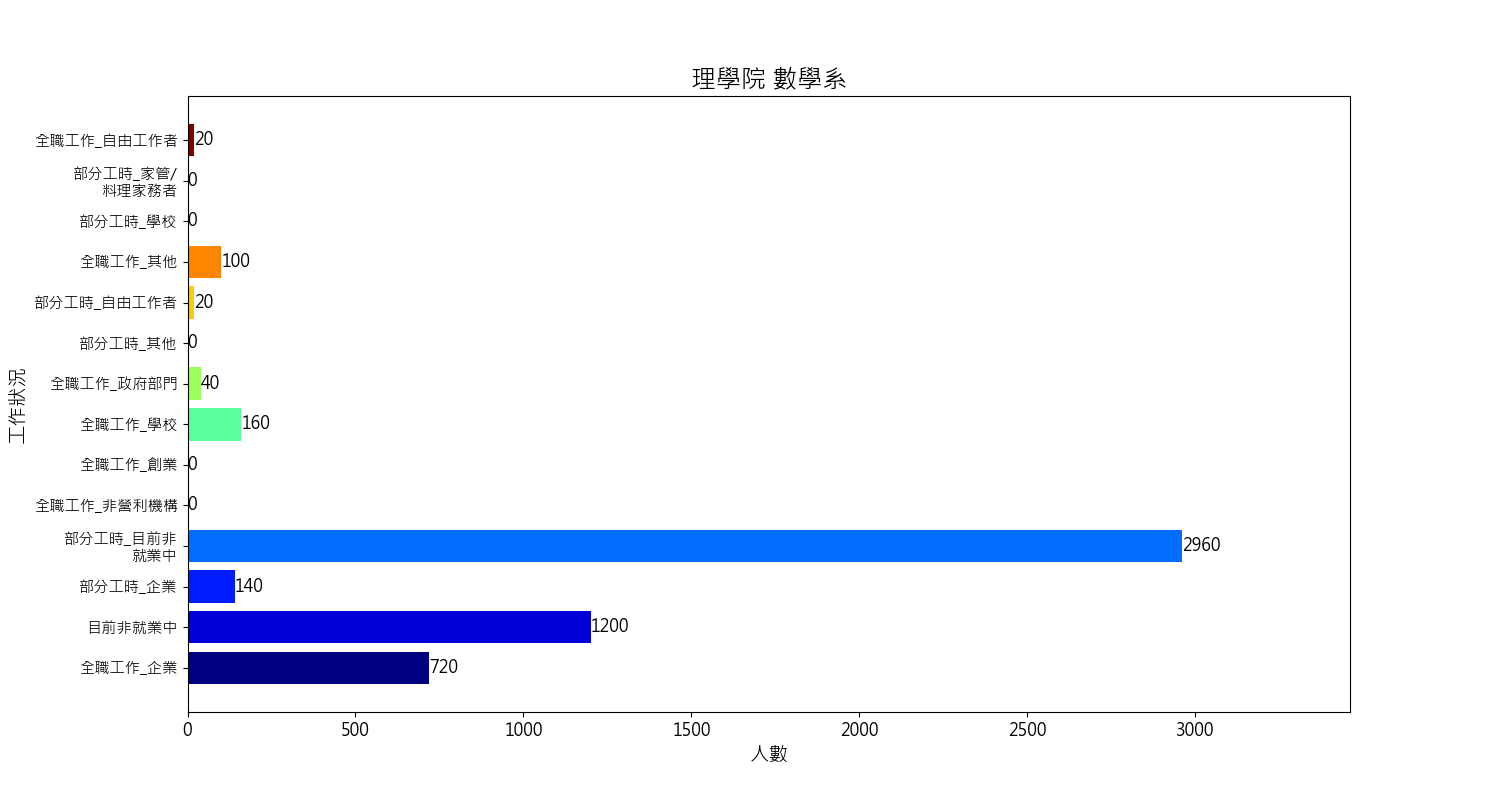 理學院 數學系
全職工作_自由工作者
20
部分工時_家管/
料理家務者
0
部分工時_學校
0
全職工作_其他
100
部分工時_自由工作者
20
部分工時_其他
0
全職工作_政府部門
40
全職工作_學校
160
全職工作_創業
0
全職工作_非營利機構
0
部分工時_目前非
就業中
2960
部分工時_企業
140
目前非就業中
1200
全職工作_企業
720
工作狀況
0 500 1000 1500 2000 2500 3000
人數